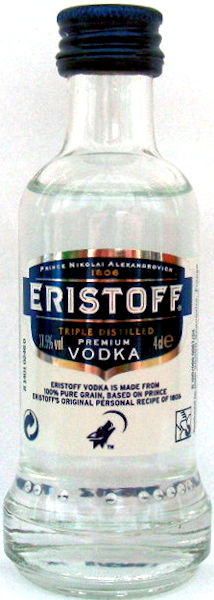 PRINCE NIKOLAI ALEXANDROVICH
1806
ERISTOFF
TRIPLE DISTILLED
37.5%vol PREMIUM 4cl e
VODKA
ERISTOFF VODKA IS MADE FROM
100% PURE GRAIN, BASED ON PRINCE
ERISTOFF'S ORIGINAL PERSONAL RECIPE OF 1806
TM